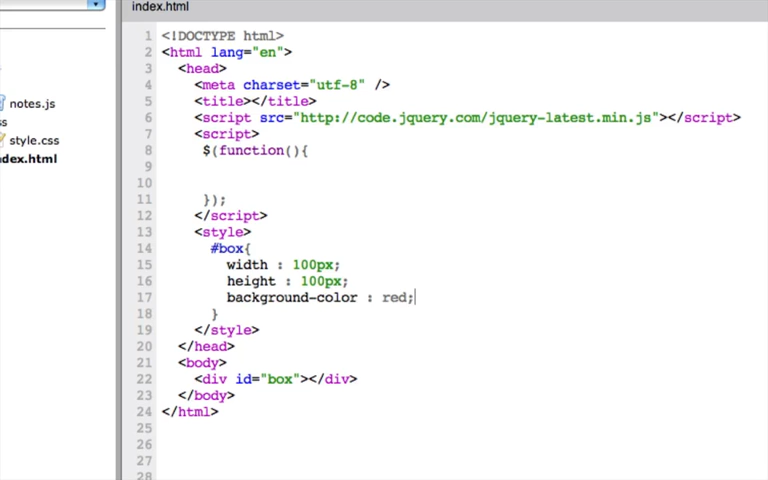 index.html
notes.js
style.css
ndex.html
1 <!DOCTYPE html>
2 <html lang="en">
3 <head>
4 <meta charset="utf-8" />
5 <title></title>
6 <script src="http://code.jquery.com/jquery-latest.min.js"></script>
7 <script>
8 $(function(){
9
10
11 });
12 </script>
13 <style>
14 #box{
15 width : 100px;
16 height : 100px;
17 background-color : red;
18 }
19 </style>
20 </head>
21 <body>
22 <div id="box"></div>
23 </body>
24 </html>
25
26
27
28